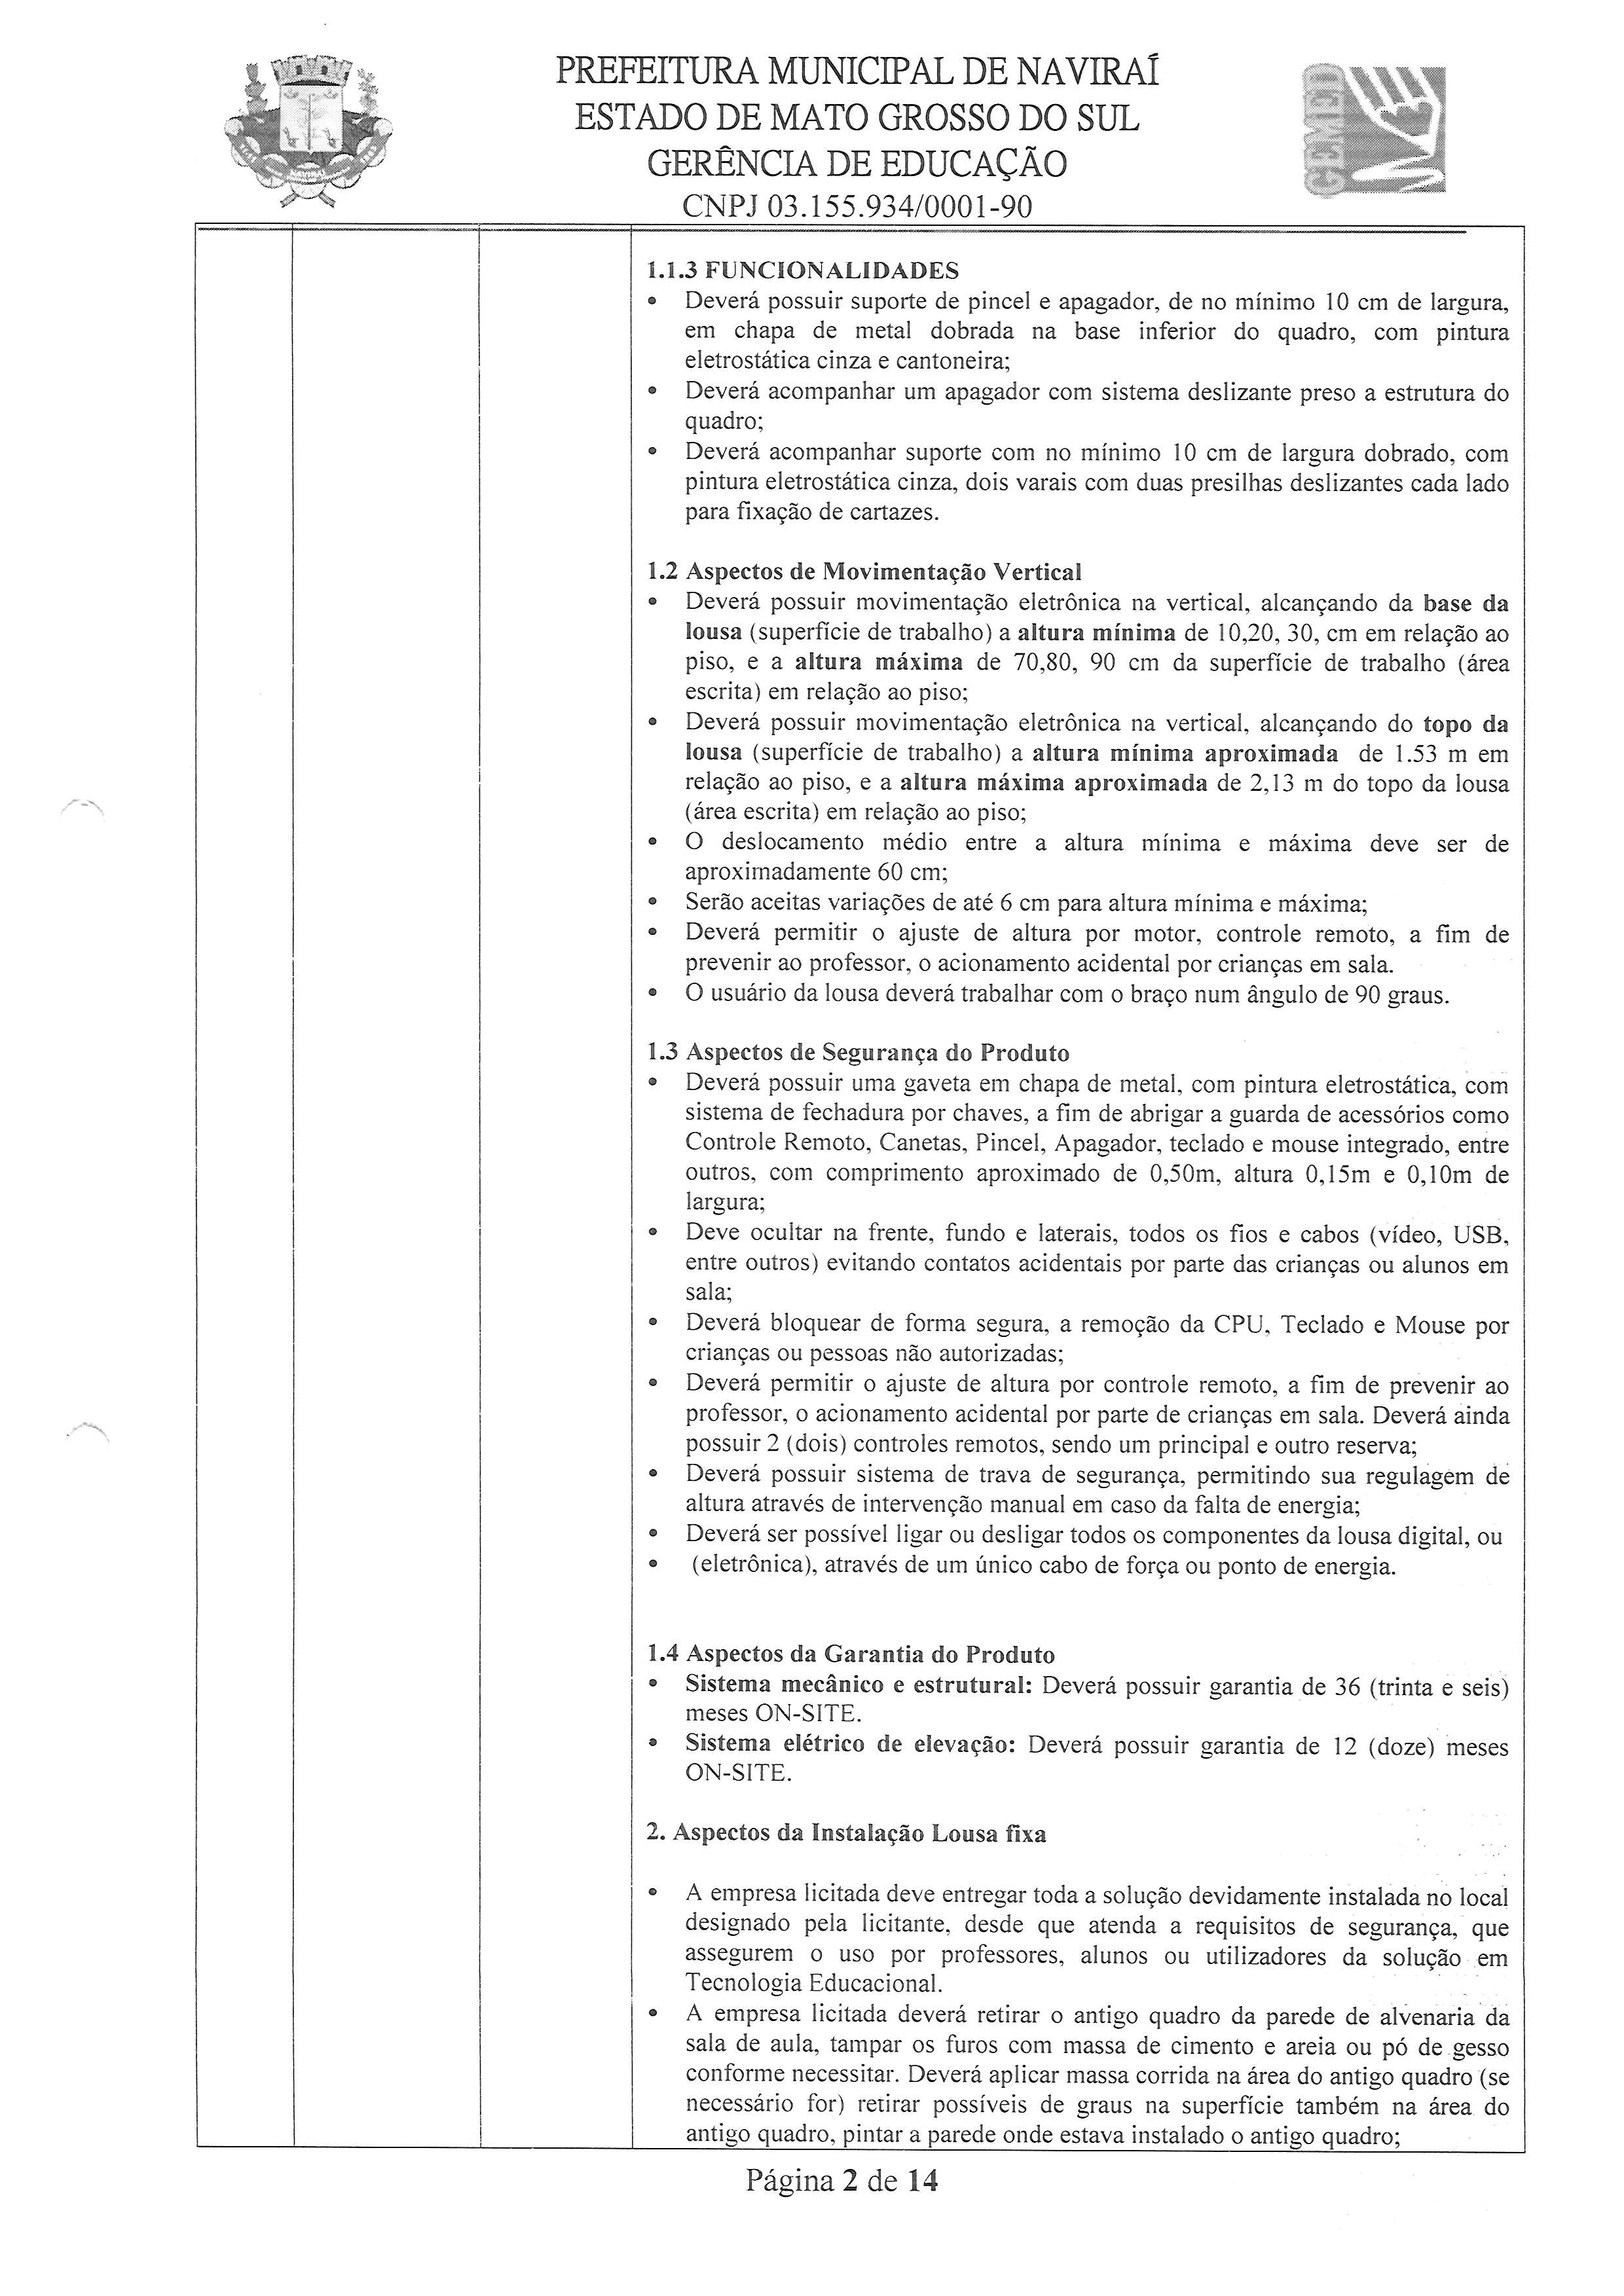 PREFEITURA MUNICIPAL DE NAVIRAÍ
ESTADO DE MATO GROSSO DO SUL
GERÊNCIA DE EDUCAÇÃO
CNPJ 03.155.934/0001-90
NAVIRAÍ
GEMED
1.1.3 FUNCIONALIDADES
• Deverá possuir suporte de pincel e apagador, de no mínimo 10 cm de largura,
em chapa de metal dobrada na base inferior do quadro, com pintura
eletrostática cinza e cantoneira;
• Deverá acompanhar um apagador com sistema deslizante preso a estrutura do
quadro;
• Deverá acompanhar suporte com no mínimo 10 cm de largura dobrado, com
pintura eletrostática cinza, dois varais com duas presilhas deslizantes cada lado
para fixação de cartazes.
1.2 Aspectos de Movimentação Vertical
• Deverá possuir movimentação eletrônica na vertical, alcançando da base da
lousa (superfície de trabalho) a altura mínima de 10,20, 30, cm em relação ao
piso, e a altura máxima de 70,80, 90 cm da superfície de trabalho (área
escrita) em relação ao piso;
• Deverá possuir movimentação eletrônica na vertical, alcançando do topo da
lousa (superfície de trabalho) a altura mínima aproximada de 1.53 m em
relação ao piso, e a altura máxima aproximada de 2,13 m do topo da lousa
(área escrita) em relação ao piso;
• O deslocamento médio entre a altura mínima e máxima deve ser de
aproximadamente 60 cm;
• Serão aceitas variações de até 6 cm para altura mínima e máxima;
• Deverá permitir o ajuste de altura por motor, controle remoto, a fim de
prevenir ao professor, o acionamento acidental por crianças em sala.
• O usuário da lousa deverá trabalhar com o braço num ângulo de 90 graus.
1.3 Aspectos de Segurança do Produto
• Deverá possuir uma gaveta em chapa de metal, com pintura eletrostática, com
sistema de fechadura por chaves, a fim de abrigar a guarda de acessórios como
Controle Remoto, Canetas, Pincel, Apagador, teclado e mouse integrado, entre
outros, com comprimento aproximado de 0,50m, altura 0,15m e 0,10m de
largura;
• Deve ocultar na frente, fundo e laterais, todos os fios e cabos (vídeo, USB,
entre outros) evitando contatos acidentais por parte das crianças ou alunos em
sala;
• Deverá bloquear de forma segura, a remoção da CPU, Teclado e Mouse por
crianças ou pessoas não autorizadas;
• Deverá permitir o ajuste de altura por controle remoto, a fim de prevenir ao
professor, o acionamento acidental por parte de crianças em sala. Deverá ainda
possuir 2 (dois) controles remotos, sendo um principal e outro reserva;
• Deverá possuir sistema de trava de segurança, permitindo sua regulagem de
altura através de intervenção manual em caso da falta de energia;
• Deverá ser possível ligar ou desligar todos os componentes da lousa digital, ou
• (eletrônica), através de um único cabo de força ou ponto de energia.
1.4 Aspectos da Garantia do Produto
• Sistema mecânico e estrutural: Deverá possuir garantia de 36 (trinta e seis)
meses ON-SITE.
• Sistema elétrico de elevação: Deverá possuir garantia de 12 (doze) meses
ON-SITE.
2. Aspectos da Instalação Lousa fixa
• A empresa licitada deve entregar toda a solução devidamente instalada no local
designado pela licitante, desde que atenda a requisitos de segurança, que
assegurem o uso por professores, alunos ou utilizadores da solução em
Tecnologia Educacional.
• A empresa licitada deverá retirar o antigo quadro da parede de alvenaria da
sala de aula, tampar os furos com massa de cimento e areia ou pó de gesso
conforme necessitar. Deverá aplicar massa corrida na área do antigo quadro (se
necessário for) retirar possíveis de graus na superfície também na área do
antigo quadro, pintar a parede onde estava instalado o antigo quadro;
Página 2 de 14